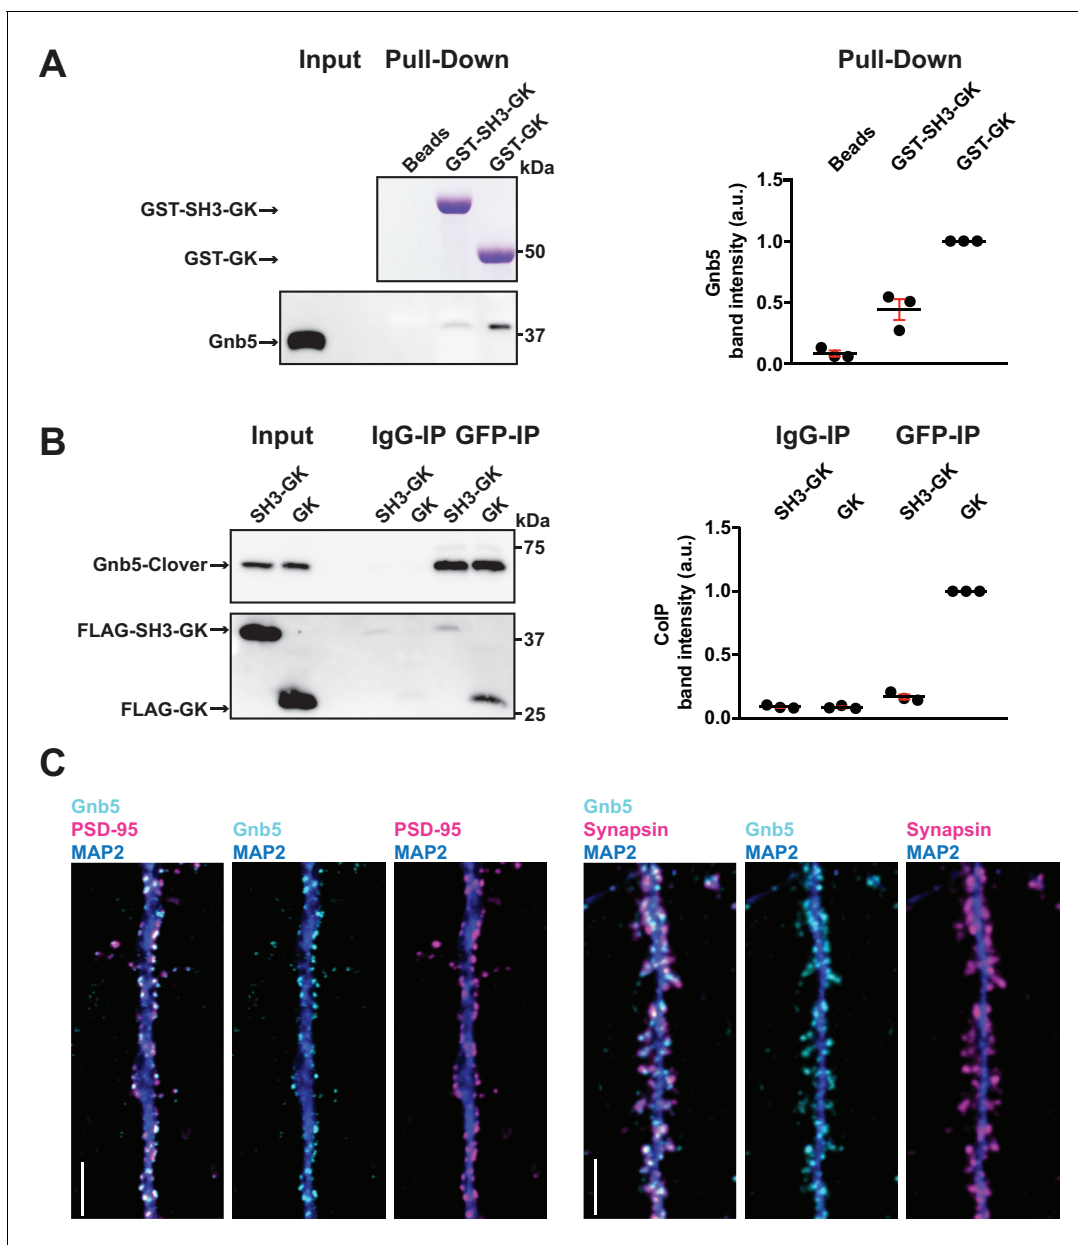 A
Input Pull-Down
Beads
GST-SH3-GK
GST-GK
kDa
GST-SH3-GK→
GST-GK →
50
Gnb5→
37
Pull-Down
Beads
GST-SH3-GK
GST-GK
Gnb5
band intensity (a.u.)
1.5
1.0
0.5
0.0
B
Input IgG-IP GFP-IP
SH3-GK
GK
SH3-GK
GK
SH3-GK
GK
kDa
75
Gnb5-Clover→
FLAG-SH3-GK→
37
FLAG-GK→
25
IgG-IP GFP-IP
SH3-GK
GK
SH3-GK
GK
CoIP
band intensity (a.u.)
1.5
1.0
0.5
0.0
C
Gnb5
PSD-95
MAP2
Gnb5
MAP2
PSD-95
MAP2
Gnb5
Synapsin
MAP2
Gnb5
MAP2
Synapsin
MAP2